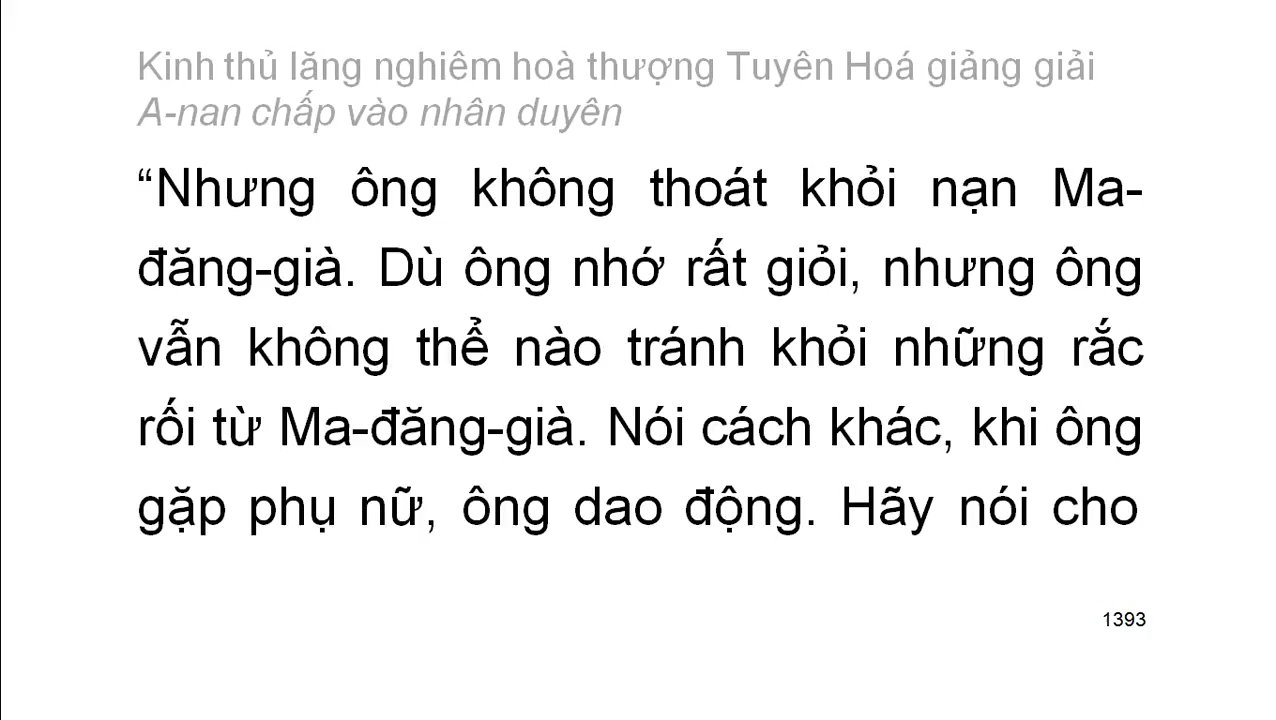 Kinh thủ lăng nghiêm hoà thượng Tuyên Hoá giảng giải
A-nan chấp vào nhân duyên
“Nhưng ông không thoát khỏi nạn Ma-
đăng-già. Dù ông nhớ rất giỏi, nhưng ông
vẫn không thể nào tránh khỏi những rắc
rối từ Ma-đăng-già. Nói cách khác, khi ông
gặp phụ nữ, ông dao động. Hãy nói cho
1393